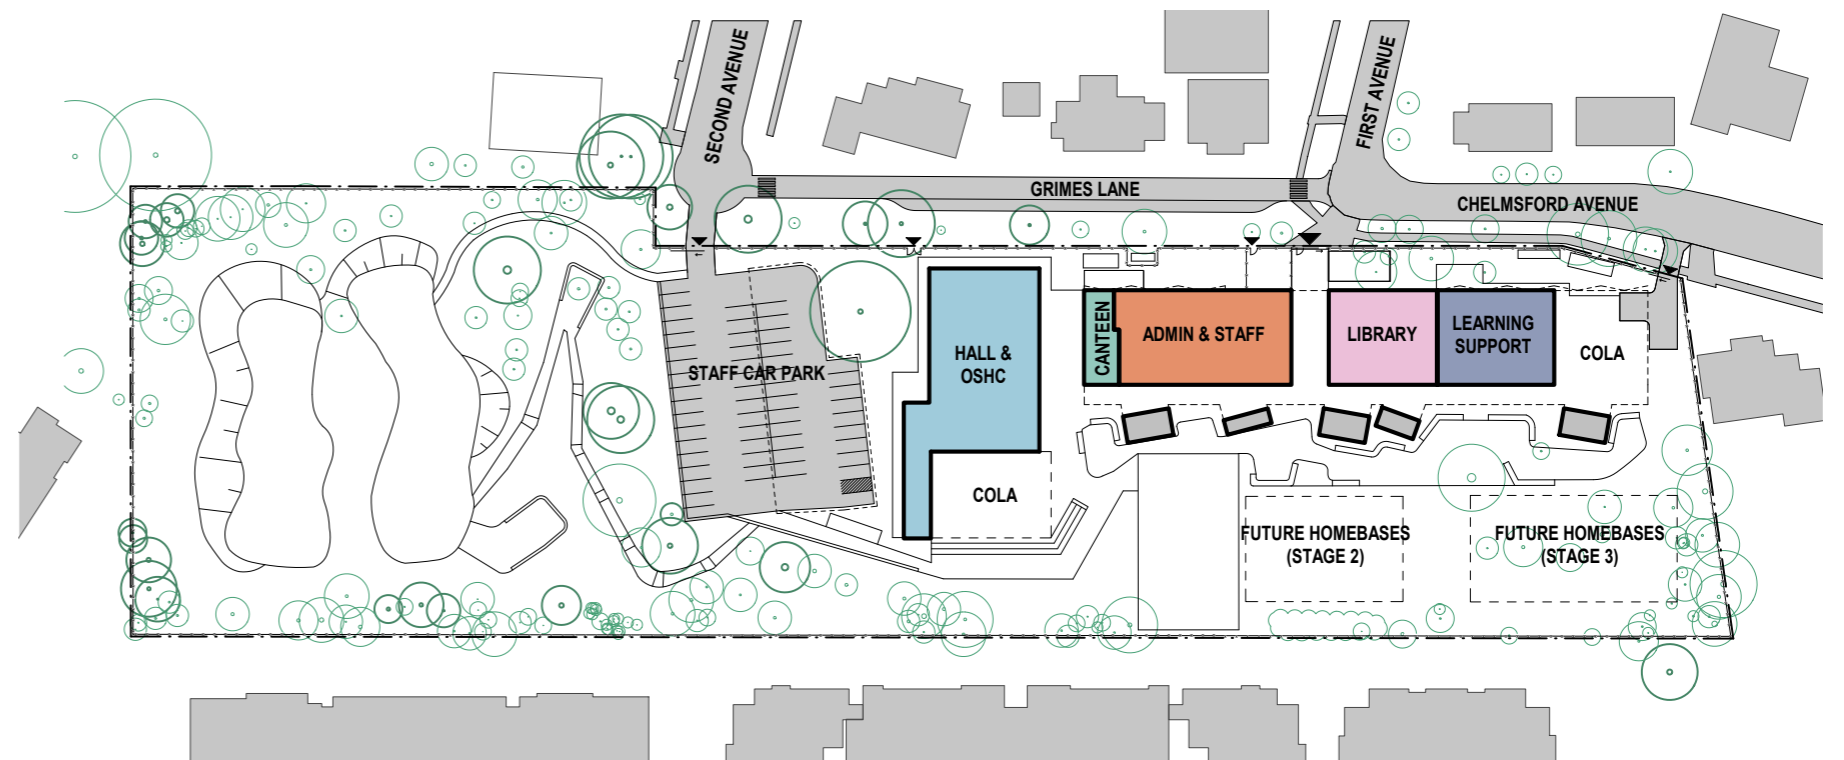 SECOND AVENUE
FIRST AVENUE
GRIMES LANE
CHELMSFORD AVENUE
STAFF CAR PARK
HALL &
OSHC
CANTEEN
ADMIN & STAFF
LIBRARY
LEARNING
SUPPORT
COLA
COLA
FUTURE HOMEBASES
(STAGE 2)
FUTURE HOMEBASES
(STAGE 3)